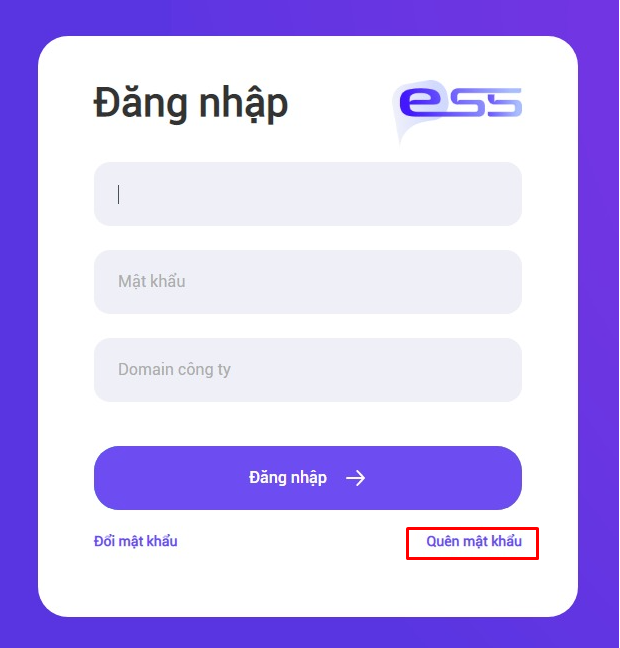 Đăng nhập
ess
Mật khẩu
Domain công ty
Đăng nhập
Đổi mật khẩu
Quên mật khẩu